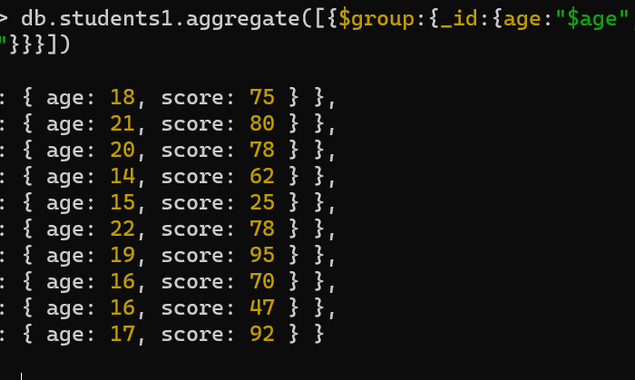 > db.students1.aggregate([{$group:{_id:{age:"$age"
"}}}])
: { age: 18, score: 75 } },
: { age: 21, score: 80 } },
: { age: 20, score: 78 } },
: { age: 14, score: 62 } },
: { age: 15, score: 25 } },
: { age: 22, score: 78 } },
: { age: 19, score: 95 } },
: { age: 16, score: 70 } },
: { age: 16, score: 47 } },
: { age: 17, score: 92 } }